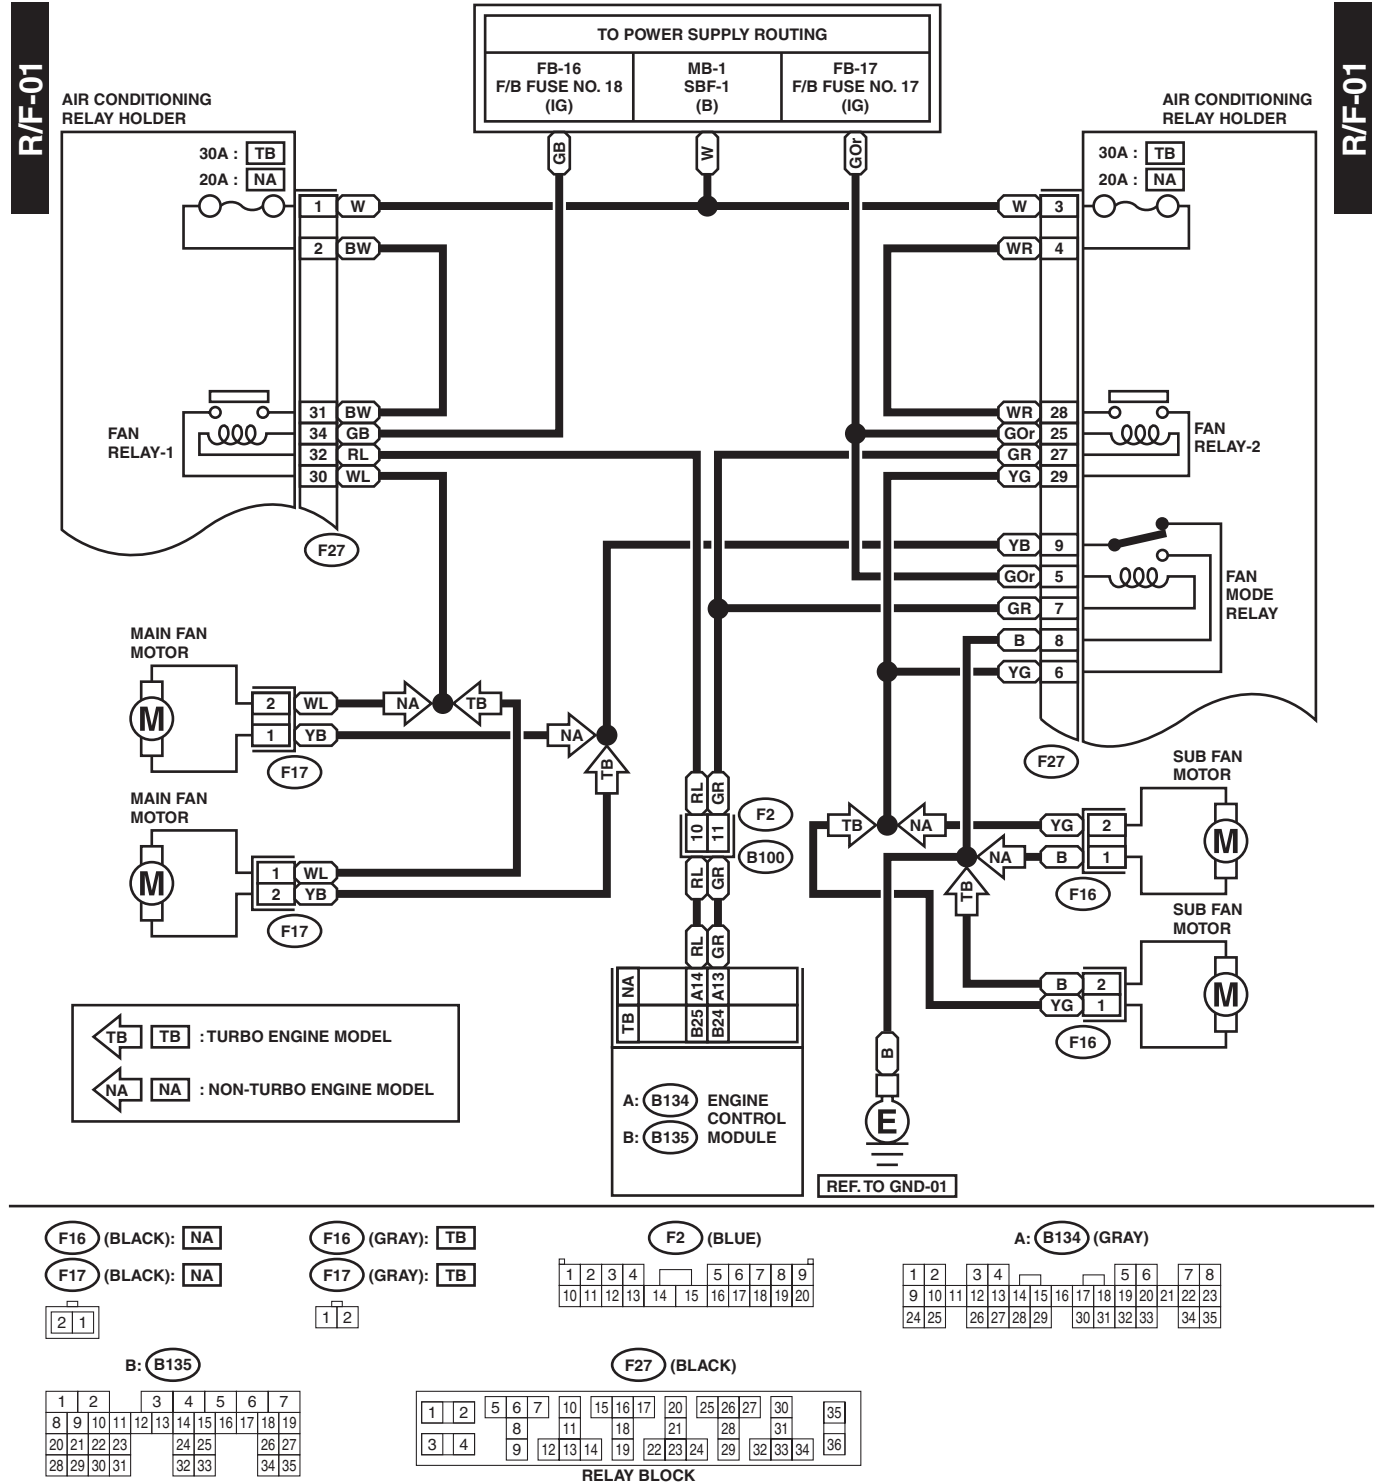 R/F-01
R/F-01
TO POWER SUPPLY ROUTING
FB-16
F/B FUSE NO. 18
(IG)
MB-1
SBF-1
(B)
FB-17
F/B FUSE NO. 17
(IG)
AIR CONDITIONING
RELAY HOLDER
AIR CONDITIONING
RELAY HOLDER
30A : TB
20A : NA
30A : TB
20A : NA
GB
W
GOr
1 W
2 BW
W 3
WR 4
31 BW
34 GB
32 RL
30 WL
FAN
RELAY-1
WR 28
GOr 25
GR 27
YG 29
FAN
RELAY-2
F27
YB 9
GOr 5
GR 7
B 8
YG 6
FAN
MODE
RELAY
F27
MAIN FAN
MOTOR
M
2 WL
1 YB
F17
NA
TB
NA
TB
MAIN FAN
MOTOR
M
1 WL
2 YB
F17
RL
GR
10
11
F2
B100
RL
GR
RL
GR
NA
A14
A13
TB
B25
B24
A: B134 ENGINE
CONTROL
B: B135 MODULE
SUB FAN
MOTOR
M
TB
NA
YG 2
NA
B 1
TB
F16
SUB FAN
MOTOR
M
B 2
YG 1
F16
B
E
REF. TO GND-01
TB TB : TURBO ENGINE MODEL
NA NA : NON-TURBO ENGINE MODEL
F16 (BLACK): NA
F17 (BLACK): NA
2 1
F16 (GRAY): TB
F17 (GRAY): TB
1 2
F2 (BLUE)
1 2 3 4 5 6 7 8 9
10 11 12 13 14 15 16 17 18 19 20
A: B134 (GRAY)
1 2 3 4 5 6 7 8
9 10 11 12 13 14 15 16 17 18 19 20 21 22 23
24 25 26 27 28 29 30 31 32 33 34 35
B: B135
1 2 3 4 5 6 7
8 9 10 11 12 13 14 15 16 17 18 19
20 21 22 23 24 25 26 27
28 29 30 31 32 33 34 35
F27 (BLACK)
1 2 5 6 7 10 15 16 17 20 25 26 27 30 35
8 11 18 21 28 31
3 4 9 12 13 14 19 22 23 24 29 32 33 34 36
RELAY BLOCK